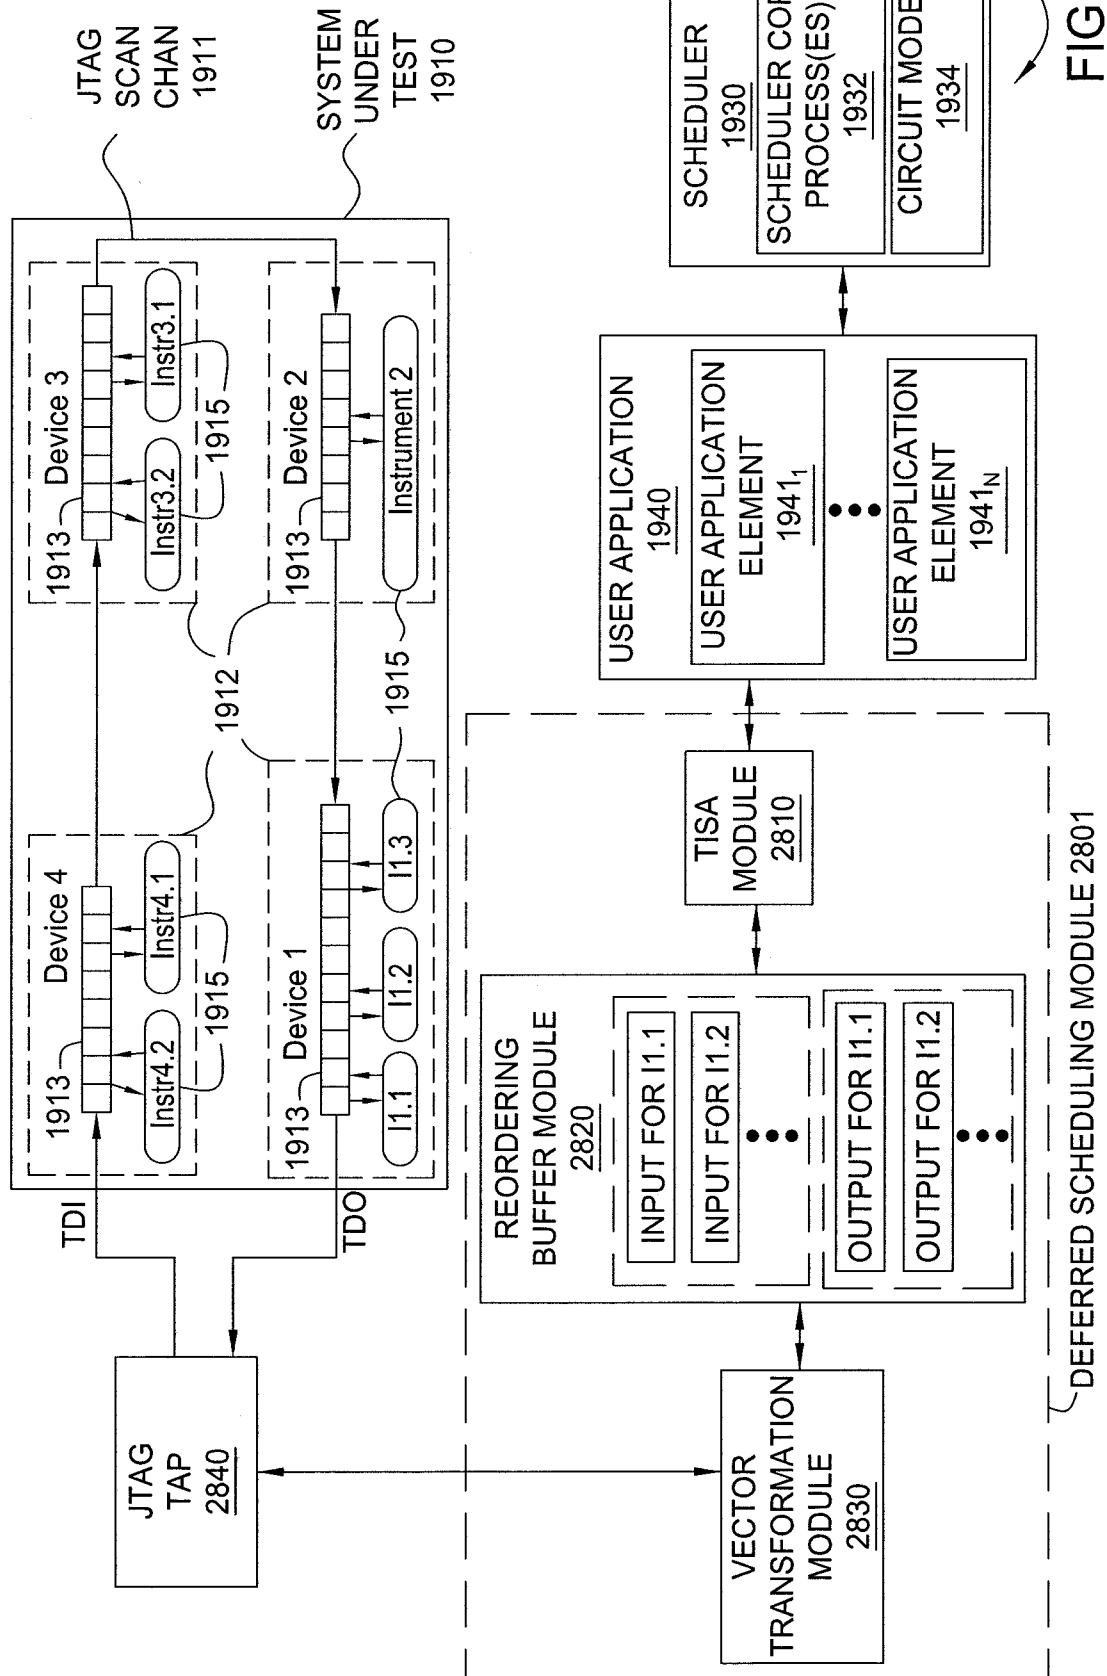 JTAG
SCAN
CHAN
1911
SYSTEM
UNDER
TEST
1910
Device 4
1913
Instr4.2
Instr4.1
1915
Device 3
1913
Instr3.2
Instr3.1
1915
1912
Device 1
1913
I1.1
I1.2
I1.3
1915
Device 2
1913
Instrument 2
TDI
TDO
JTAG
TAP
2840
VECTOR
TRANSFORMATION
MODULE
2830
REORDERING
BUFFER MODULE
2820
INPUT FOR I1.1
INPUT FOR I1.2
OUTPUT FOR I1.1
OUTPUT FOR I1.2
TISA
MODULE
2810
DEFERRED SCHEDULING MODULE 2801
USER APPLICATION
1940
USER APPLICATION
ELEMENT
1941₁
USER APPLICATION
ELEMENT
1941N
SCHEDULER
1930
SCHEDULER
PROCESS(ES)
1932
CIRCUIT
1934
FIG